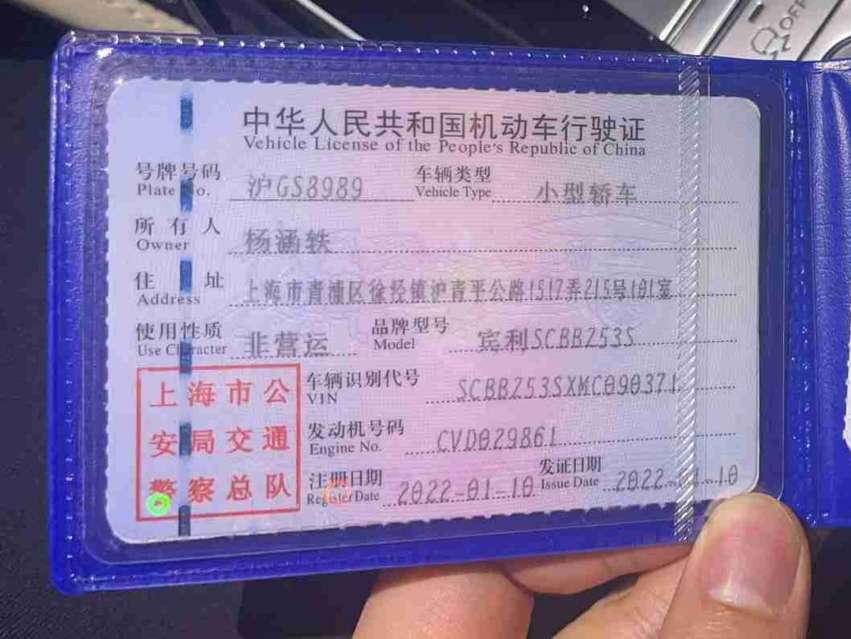 OFF
中华人民共和国机动车行驶证
Vehicle License of the People's Republic of China
号牌号码 沪GS8989 车辆类型 小型轿车
Plate No. Vehicle Type
所有人 杨涵轶
Owner
住址 上海市青浦区徐泾镇沪青平公路1517弄215号101室
Address
使用性质 非营运 品牌型号 宾利SCBBZ53S
Use Character Model
上海市公
安局交通
警察总队
车辆识别代号 SCBBZ53SXMC090371
VIN
发动机号码 CVD029861
Engine No.
注册日期 2022-01-10 发证日期 2022-01-10
Register Date Issue Date